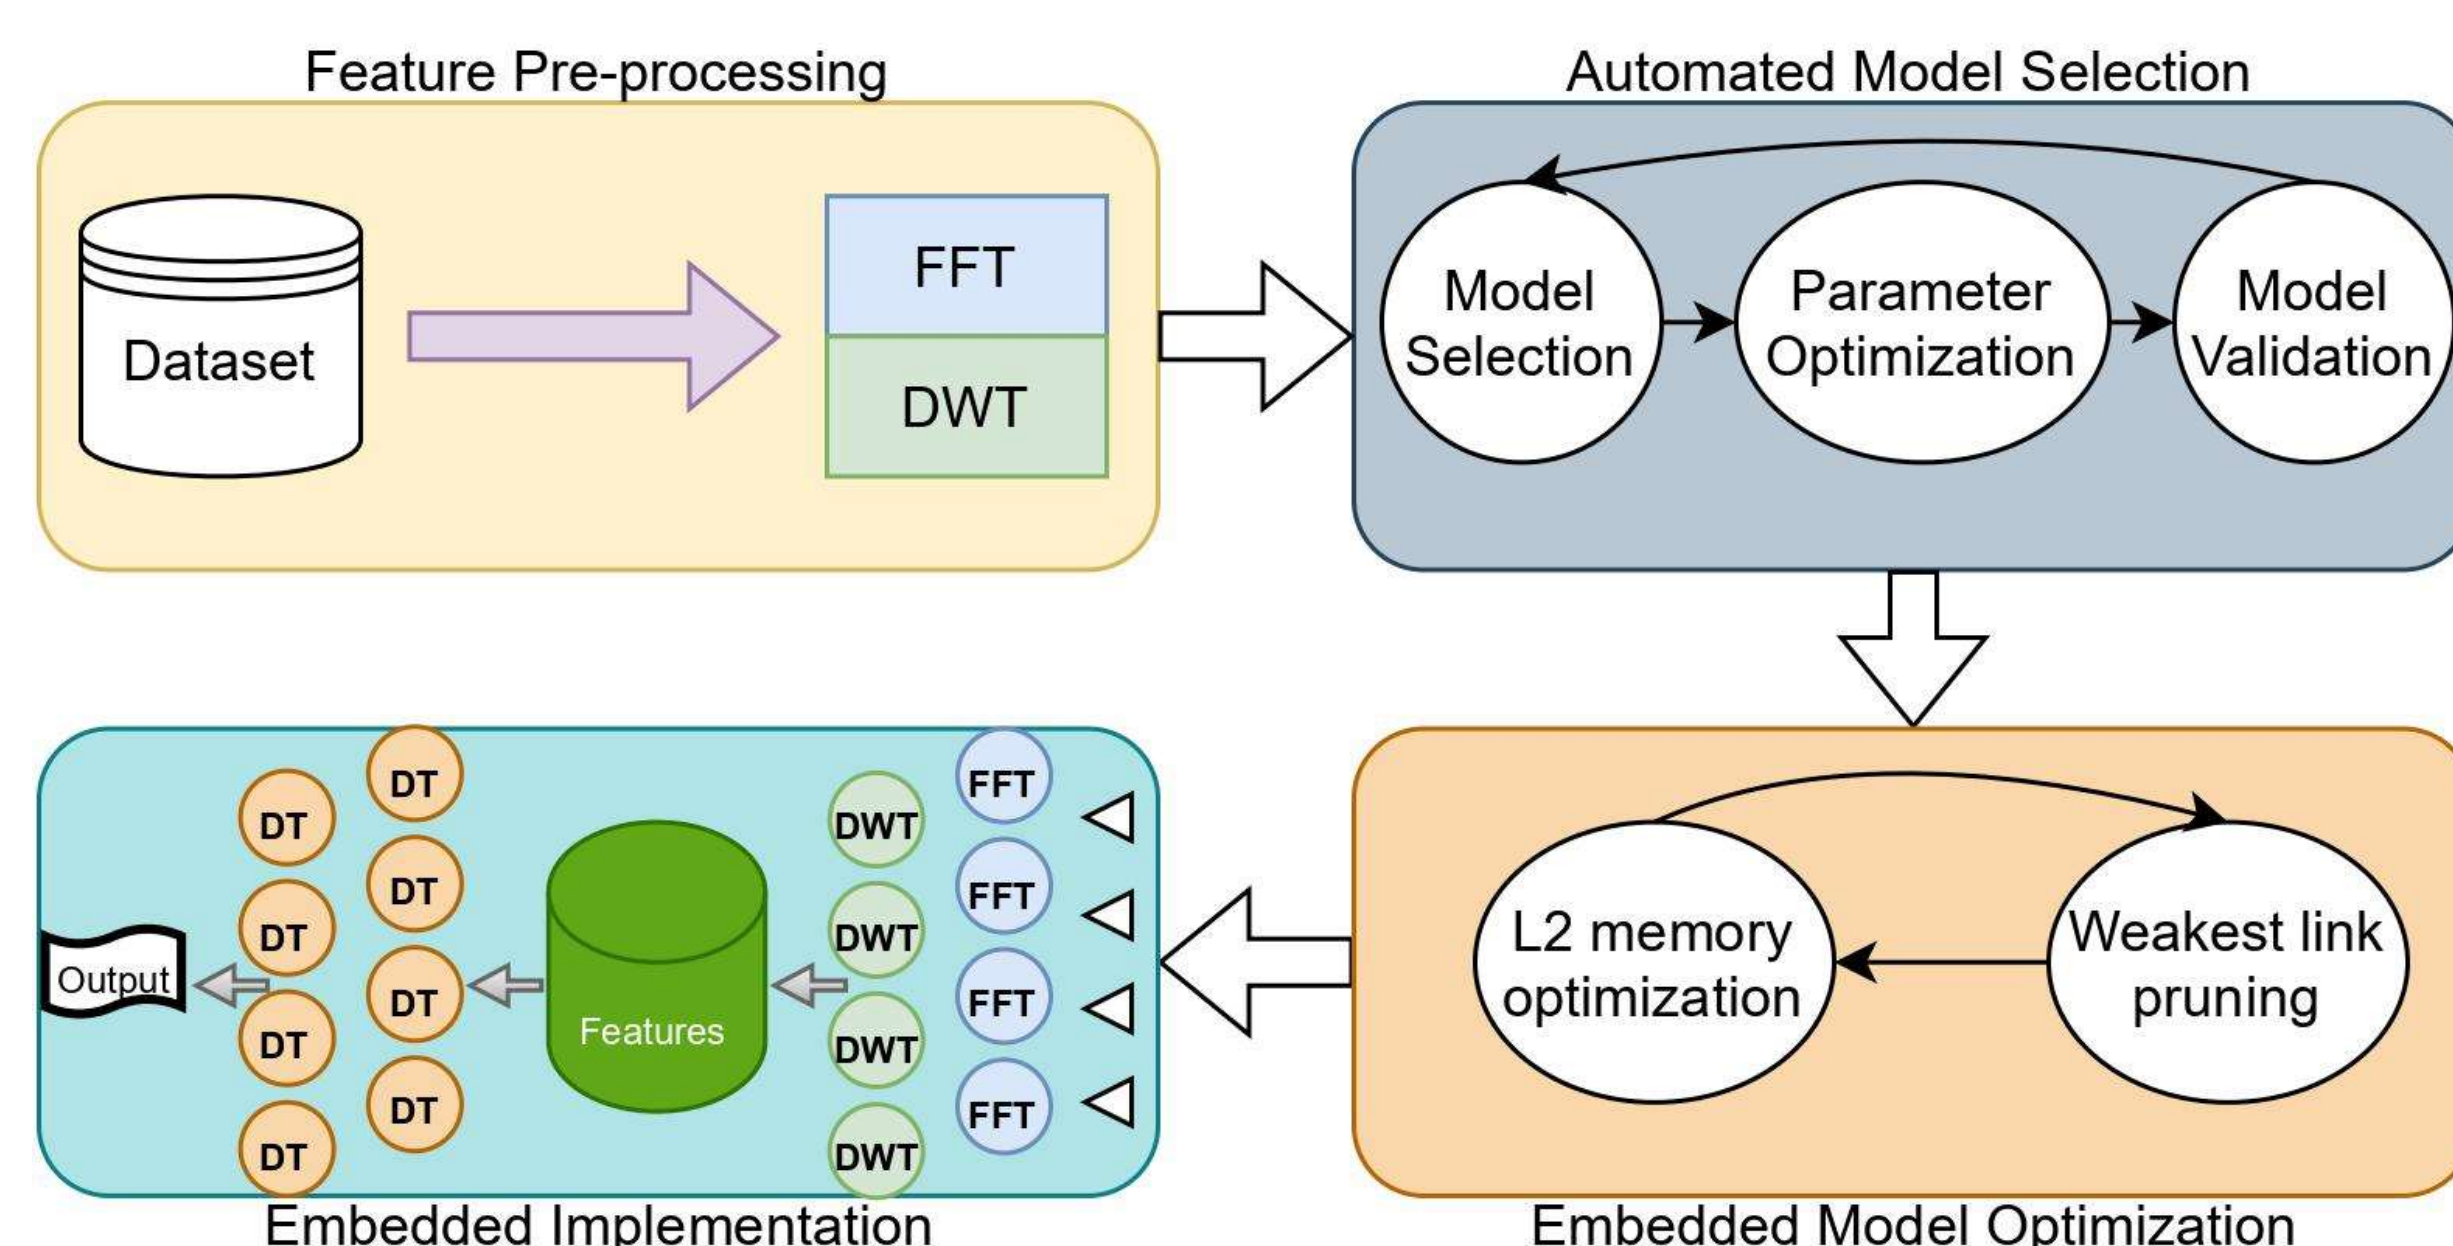 Feature Pre-processing
Dataset
FFT
DWT
Automated Model Selection
Model
Selection
Parameter
Optimization
Model
Validation
Output
DT
DT
DT
DT
DT
DT
DT
DT
Features
DWT
DWT
DWT
DWT
FFT
FFT
FFT
FFT
Embedded Implementation
L2 memory
optimization
Weakest link
pruning
Embedded Model Optimization